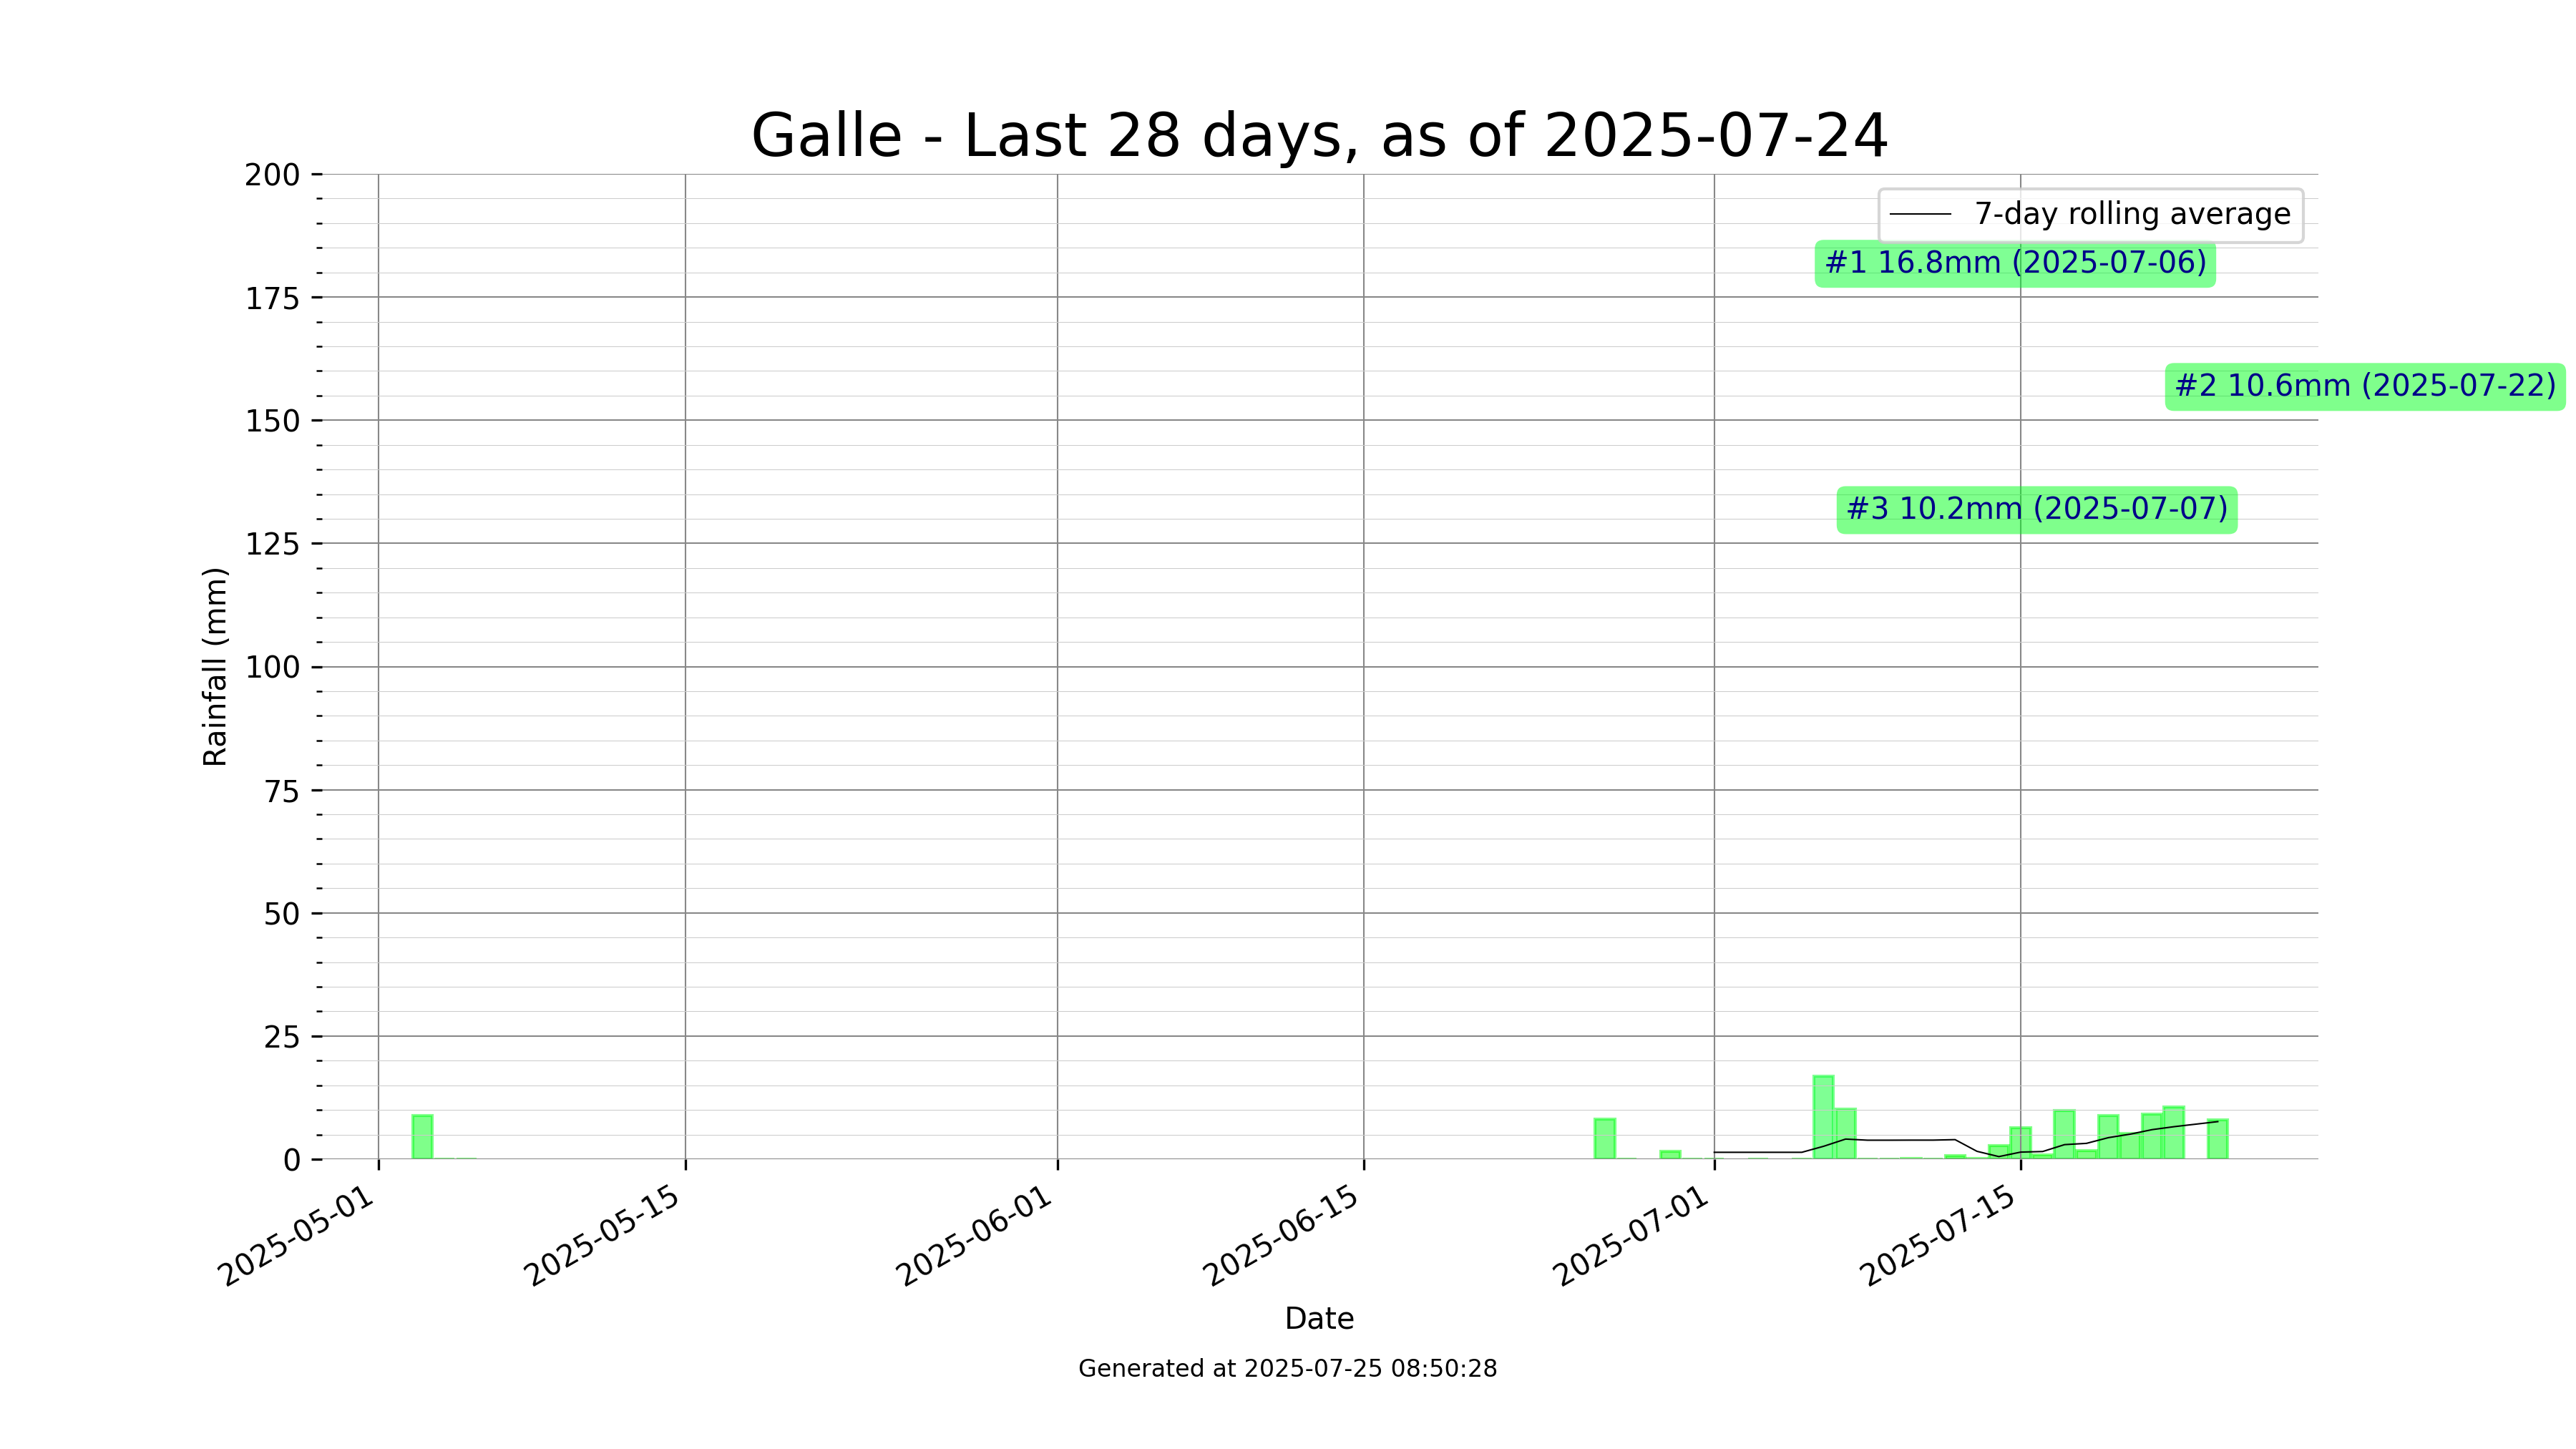 Galle - Last 28 days, as of 2025-07-24
200
175
150
125
100
75
50
25
0
Rainfall (mm)
7-day rolling average
#1 16.8mm (2025-07-06)
#2 10.6mm (2025-07-22)
#3 10.2mm (2025-07-07)
2025-05-01
2025-05-15
2025-06-01
2025-06-15
2025-07-01
2025-07-15
Date
Generated at 2025-07-25 08:50:28